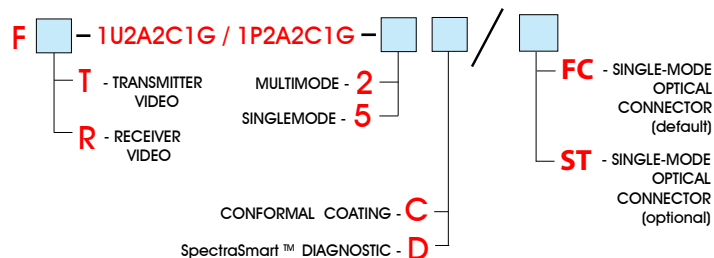 F - 1U2A2C1G / 1P2A2C1G - /
T - TRANSMITTER
VIDEO
R - RECEIVER
VIDEO
MULTIMODE - 2
SINGLEMODE - 5
CONFORMAL COATING - C
SpectraSmart ™ DIAGNOSTIC - D
FC - SINGLE-MODE
OPTICAL
CONNECTOR
(default)
ST - SINGLE-MODE
OPTICAL
CONNECTOR
(optional)